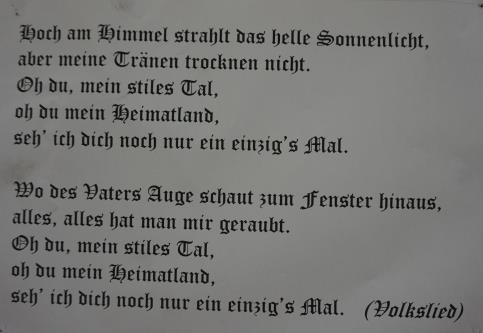 Hoch am Himmel strahlt das helle Sonnenlicht,
aber meine Tränen trocknen nicht.
Oh du, mein stiles Tal,
oh du mein Heimatland,
seh' ich dich noch nur ein einzig's Mal.
Wo des Vaters Auge schaut zum Fenster hinaus,
alles, alles hat man mir geraubt.
Oh du, mein stiles Tal,
oh du mein Heimatland,
seh' ich dich noch nur ein einzig's Mal. (Volkslied)